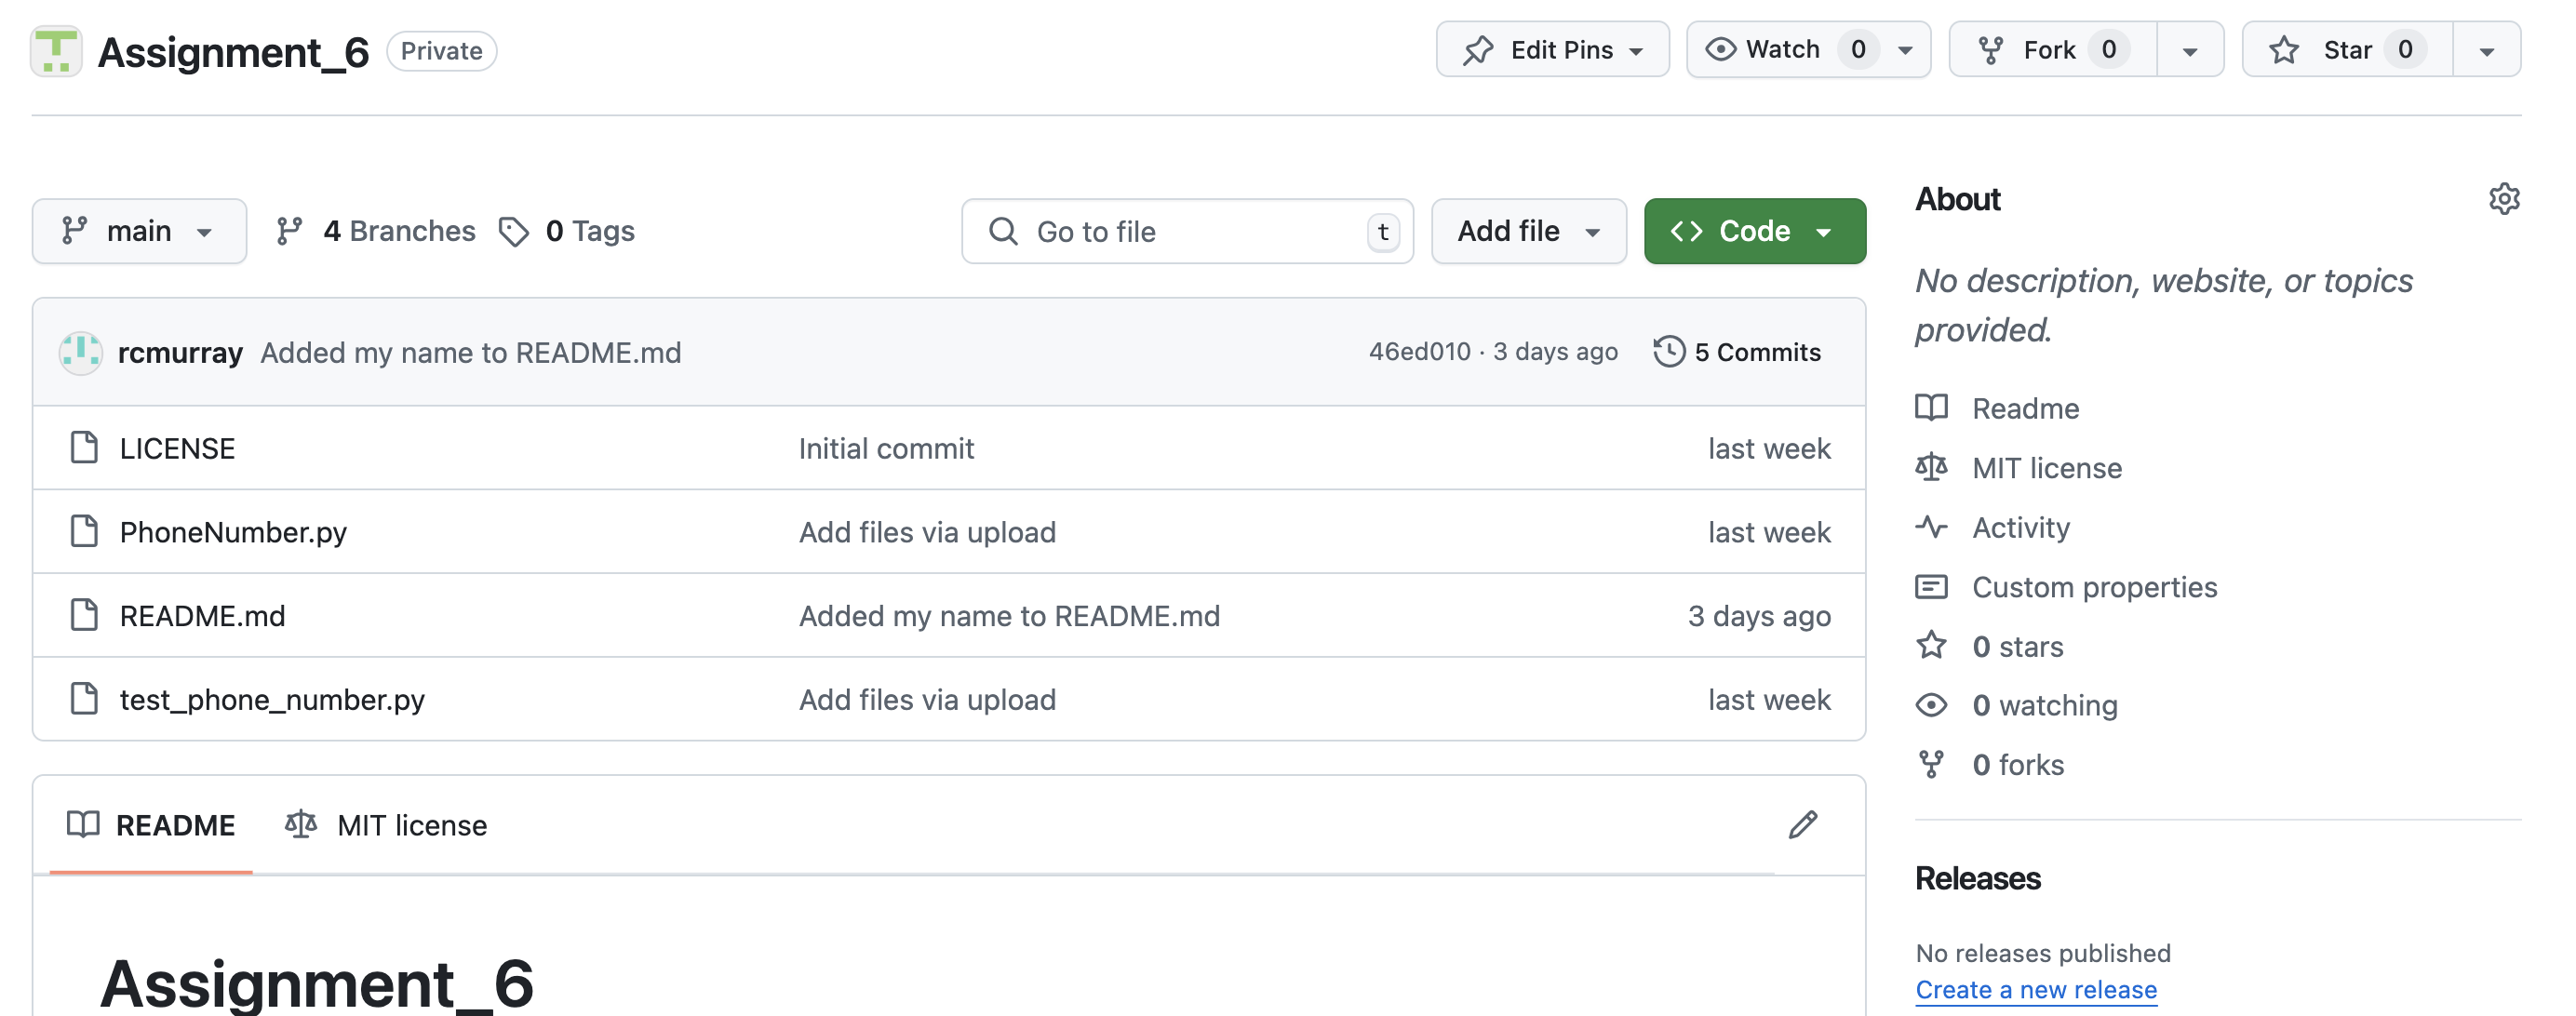 Assignment_6 Private Edit Pins Watch 0 Fork 0 Star 0
main 4 Branches 0 Tags Go to file t Add file Code
rcmurray Added my name to README.md 46ed010 · 3 days ago 5 Commits
LICENSE Initial commit last week
PhoneNumber.py Add files via upload last week
README.md Added my name to README.md 3 days ago
test_phone_number.py Add files via upload last week
README MIT license
Assignment_6
About
No description, website, or topics
provided.
Readme
MIT license
Activity
Custom properties
0 stars
0 watching
0 forks
Releases
No releases published
Create a new release